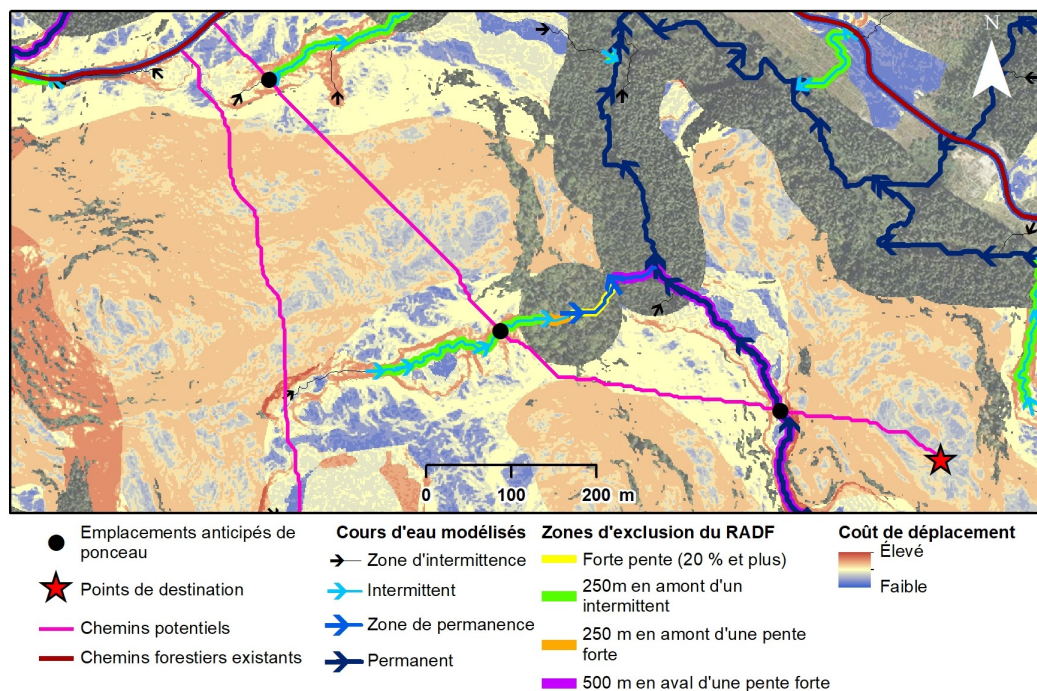 N
0 100 200 m
Emplacements anticipés de
ponceau
Points de destination
Chemins potentiels
Chemins forestiers existants
Cours d'eau modélisés
Zone d'intermittence
Intermittent
Zone de permanence
Permanent
Zones d'exclusion du RADF
Forte pente (20 % et plus)
250m en amont d'un
intermittent
250 m en amont d'une pente
forte
500 m en aval d'une pente forte
Coût de déplacement
Élevé
Faible